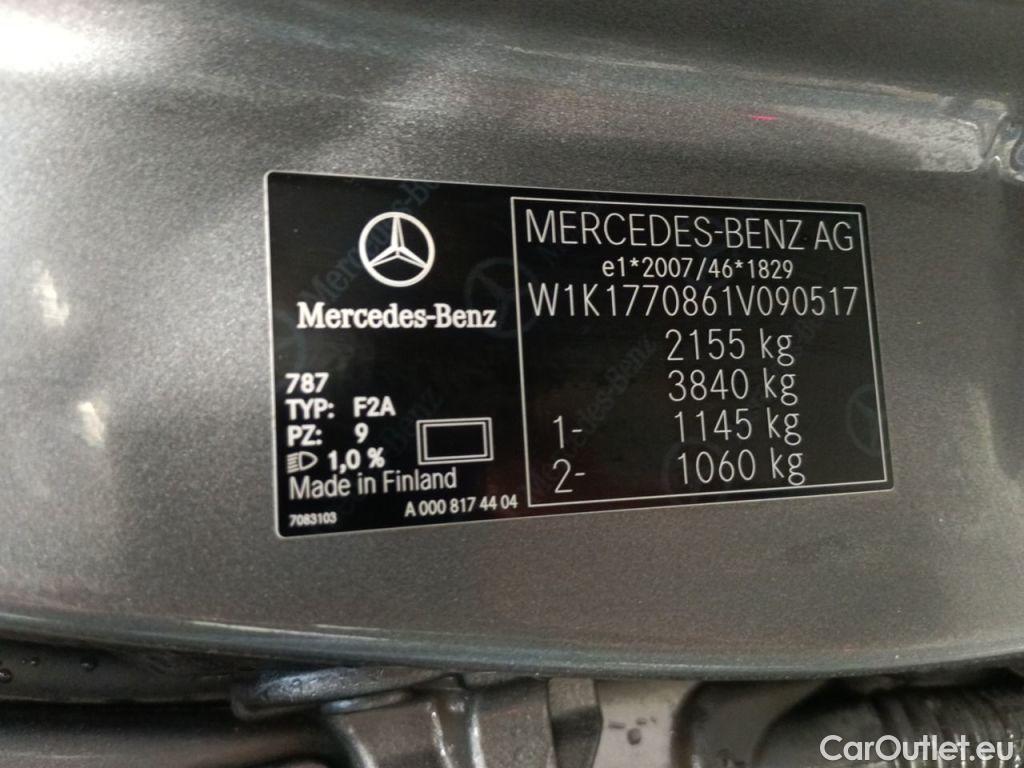 Mercedes-Benz
787
TYP: F2A
PZ: 9
1,0 %
Made in Finland
7083103
A 000 817 44 04
MERCEDES-BENZ AG
e1*2007/46*1829
W1K1770861V090517
2155 kg
3840 kg
1- 1145 kg
2- 1060 kg
CarOutlet.eu